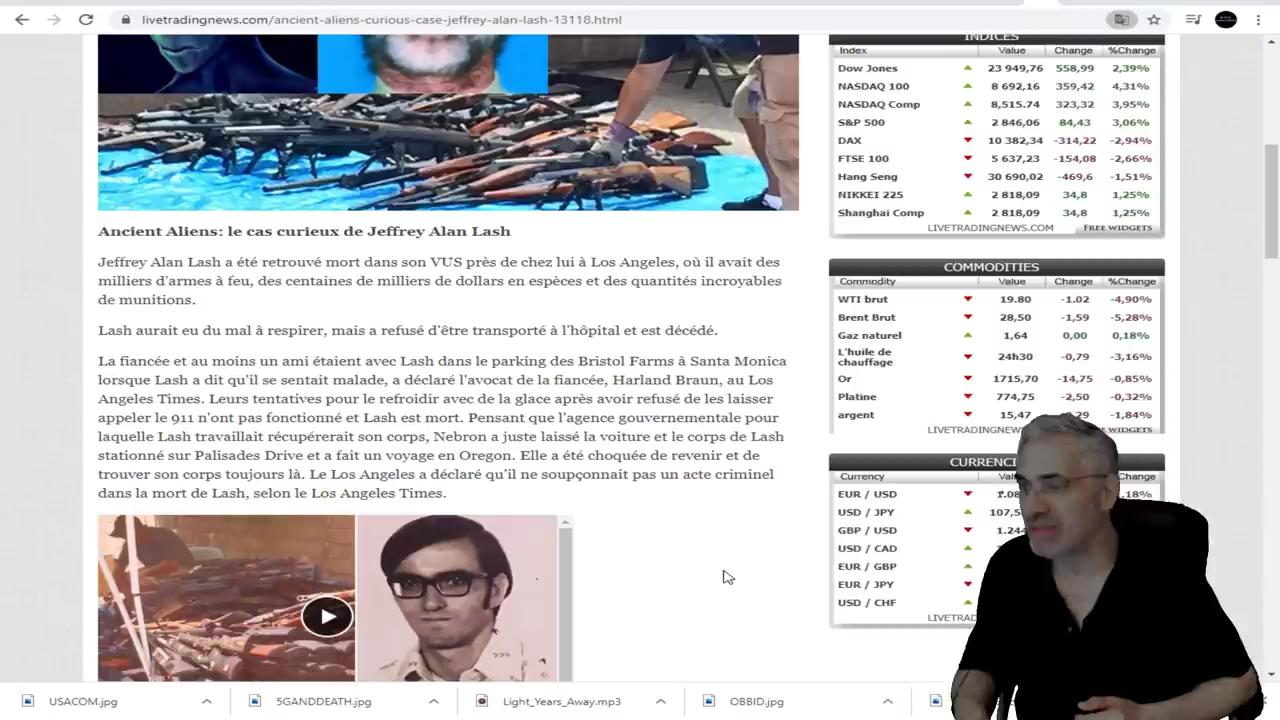 livetradingnews.com/ancient-aliens-curious-case-jeffrey-alan-lash-13118.html
Ancient Aliens: le cas curieux de Jeffrey Alan Lash
Jeffrey Alan Lash a été retrouvé mort dans son VUS près de chez lui à Los Angeles, où il avait des
milliers d'armes à feu, des centaines de milliers de dollars en espèces et des quantités incroyables
de munitions.
Lash aurait eu du mal à respirer, mais a refusé d'être transporté à l'hôpital et est décédé.
La fiancée et au moins un ami étaient avec Lash dans le parking des Bristol Farms à Santa Monica
lorsque Lash a dit qu'il se sentait malade, a déclaré l'avocat de la fiancée, Harland Braun, au Los
Angeles Times. Leurs tentatives pour le refroidir avec de la glace après avoir refusé de les laisser
appeler le 911 n'ont pas fonctionné et Lash est mort. Pensant que l'agence gouvernementale pour
laquelle Lash travaillait récupérerait son corps, Nebron a juste laissé la voiture et le corps de Lash
stationné sur Palisades Drive et a fait un voyage en Oregon. Elle a été choquée de revenir et de
trouver son corps toujours là. Le Los Angeles a déclaré qu'il ne soupçonnait pas un acte criminel
dans la mort de Lash, selon le Los Angeles Times.
INDICES
Index Value Change %Change
Dow Jones 23 949,76 558,99 2,39%
NASDAQ 100 8 692,16 359,42 4,31%
NASDAQ Comp 8,515.74 323,32 3,95%
S&P 500 2 846,06 84,43 3,06%
DAX 10 382,34 -314,22 -2,94%
FTSE 100 5 637,23 -154,08 -2,66%
Hang Seng 30 690,02 -469,6 -1,51%
NIKKEI 225 2 818,09 34,8 1,25%
Shanghai Comp 2 818,09 34,8 1,25%
LIVETRADINGNEWS.COM FREE WIDGETS
COMMODITIES
Commodity Value Change %Change
WTI brut 19.80 -1.02 -4,90%
Brent Brut 28,50 -1,59 -5,28%
Gaz naturel 1,64 0,00 0,18%
L'huile de
chauffage 24h30 -0,79 -3,16%
Or 1715,70 -14,75 -0,85%
Platine 774,75 -2,50 -0,32%
argent 15,47 -1,84%
LIVETRADINGNEWS
CURRENC
Currency Change
EUR / USD
USD / JPY
GBP / USD
USD / CAD
EUR / GBP
EUR / JPY
USD / CHF
LIVETRAD
USACOM.jpg
5GANDDEATH.jpg
Light_Years_Away.mp3
OBBID.jpg